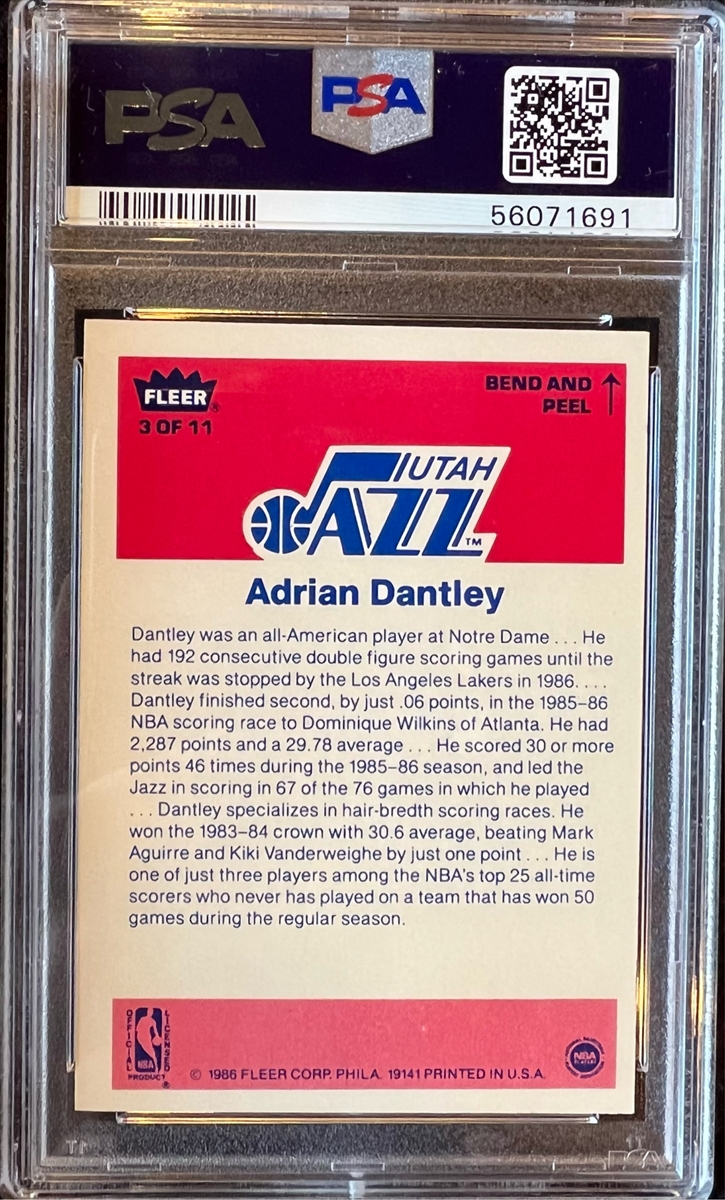 PSA
PSA
56071691
FLEER®
3 OF 11
BEND AND
PEEL
UTAH
JAZZ™
Adrian Dantley
Dantley was an all-American player at Notre Dame . . . He
had 192 consecutive double figure scoring games until the
streak was stopped by the Los Angeles Lakers in 1986. . . .
Dantley finished second, by just .06 points, in the 1985–86
NBA scoring race to Dominique Wilkins of Atlanta. He had
2,287 points and a 29.78 average . . . He scored 30 or more
points 46 times during the 1985–86 season, and led the
Jazz in scoring in 67 of the 76 games in which he played
. . . Dantley specializes in hair-bredth scoring races. He
won the 1983–84 crown with 30.6 average, beating Mark
Aguirre and Kiki Vanderweighe by just one point . . . He is
one of just three players among the NBA's top 25 all-time
scorers who never has played on a team that has won 50
games during the regular season.
OFFICIAL
NBA
LICENSED
PRODUCT®
© 1986 FLEER CORP. PHILA. 19141 PRINTED IN U.S.A.
NBA
PLAYERS
PSA